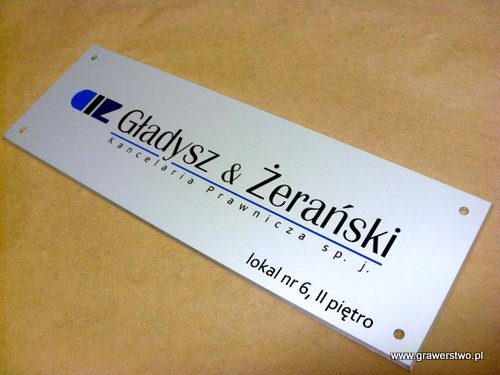 Gładysz & Żerański
Kancelaria Prawnicza sp. j.
lokal nr 6, II piętro
www.grawerstwo.pl